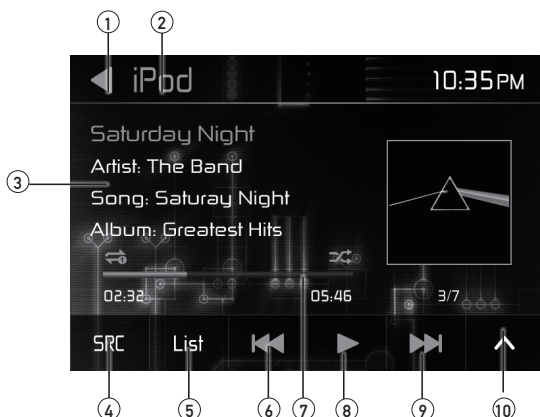 1 2
iPod 10:35PM
Saturday Night
Artist: The Band
3
Song: Saturay Night
Album: Greatest Hits
02:32 05:46 3/7
SRC List
4 5 6 7 8 9 10